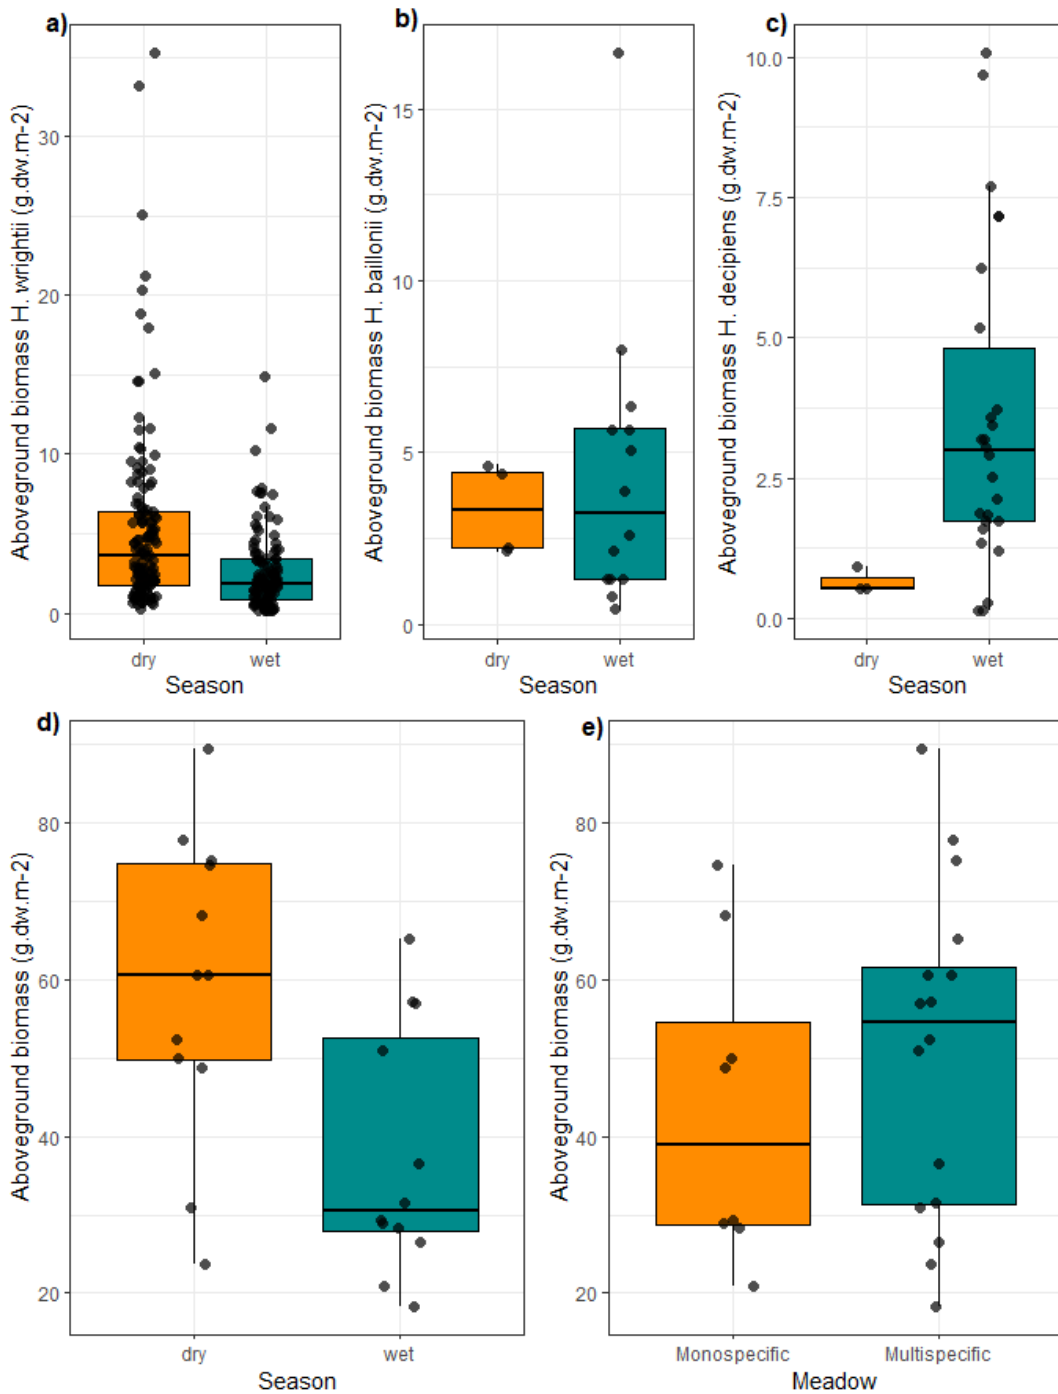 a)
Aboveground biomass H. wrightii (g.dw.m-2)
30
20
10
0
dry wet
Season
b)
Aboveground biomass H. baillonii (g.dw.m-2)
15
10
5
0
dry wet
Season
c)
Aboveground biomass H. decipiens (g.dw.m-2)
10.0
7.5
5.0
2.5
0.0
dry wet
Season
d)
Aboveground biomass (g.dw.m-2)
80
60
40
20
dry wet
Season
e)
Aboveground biomass (g.dw.m-2)
80
60
40
20
Monospecific Multispecific
Meadow